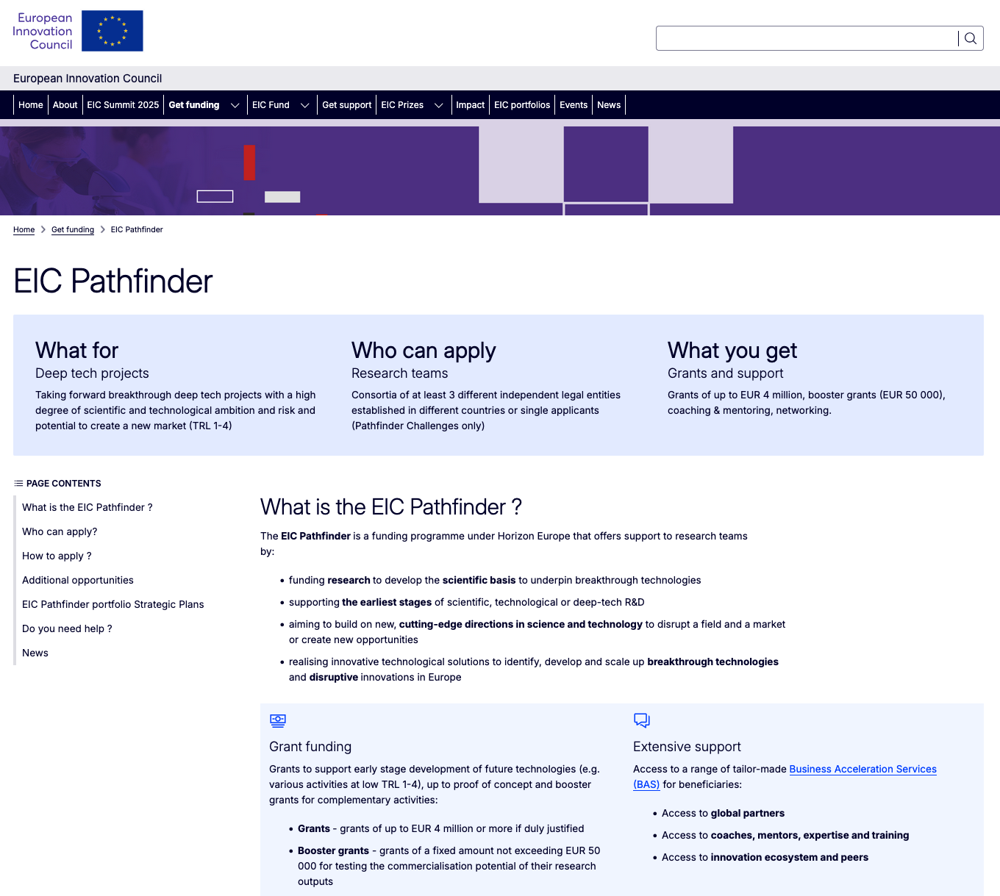 European
Innovation
Council
European Innovation Council
Home About EIC Summit 2025 Get funding EIC Fund Get support EIC Prizes Impact EIC portfolios Events News
Home Get funding EIC Pathfinder
EIC Pathfinder
What for
Deep tech projects
Taking forward breakthrough deep tech projects with a high
degree of scientific and technological ambition and risk and
potential to create a new market (TRL 1-4)
Who can apply
Research teams
Consortia of at least 3 different independent legal entities
established in different countries or single applicants
(Pathfinder Challenges only)
What you get
Grants and support
Grants of up to EUR 4 million, booster grants (EUR 50 000),
coaching & mentoring, networking.
PAGE CONTENTS
What is the EIC Pathfinder ?
Who can apply?
How to apply ?
Additional opportunities
EIC Pathfinder portfolio Strategic Plans
Do you need help ?
News
What is the EIC Pathfinder ?
The EIC Pathfinder is a funding programme under Horizon Europe that offers support to research teams
by:
• funding research to develop the scientific basis to underpin breakthrough technologies
• supporting the earliest stages of scientific, technological or deep-tech R&D
• aiming to build on new, cutting-edge directions in science and technology to disrupt a field and a market
or create new opportunities
• realising innovative technological solutions to identify, develop and scale up breakthrough technologies
and disruptive innovations in Europe
Grant funding
Grants to support early stage development of future technologies (e.g.
various activities at low TRL 1-4), up to proof of concept and booster
grants for complementary activities:
• Grants - grants of up to EUR 4 million or more if duly justified
• Booster grants - grants of a fixed amount not exceeding EUR 50
000 for testing the commercialisation potential of their research
outputs
Extensive support
Access to a range of tailor-made Business Acceleration Services
(BAS) for beneficiaries:
• Access to global partners
• Access to coaches, mentors, expertise and training
• Access to innovation ecosystem and peers